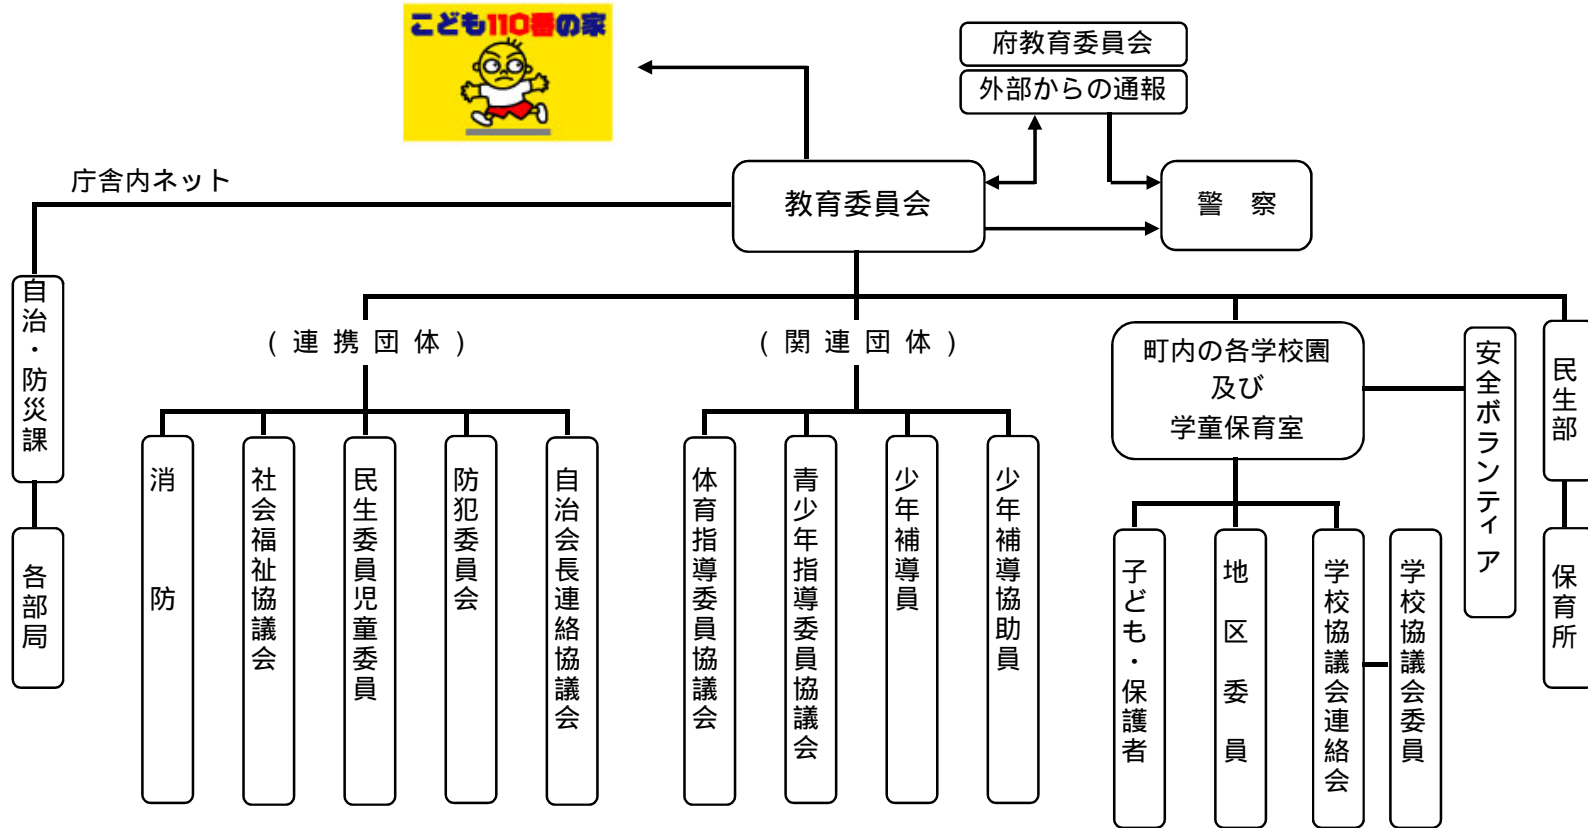 こども110番の家
府教育委員会
外部からの通報
庁舎内ネット
教育委員会
警　察
自治・防災課
各部局
(連携団体)
消防
社会福祉協議会
民生委員児童委員
防犯委員会
自治会長連絡協議会
(関連団体)
体育指導委員協議会
青少年指導委員協議会
少年補導員
少年補導協助員
町内の各学校園
及び
学童保育室
子ども・保護者
地区委員
学校協議会連絡会
学校協議会委員
安全ボランティア
民生部
保育所